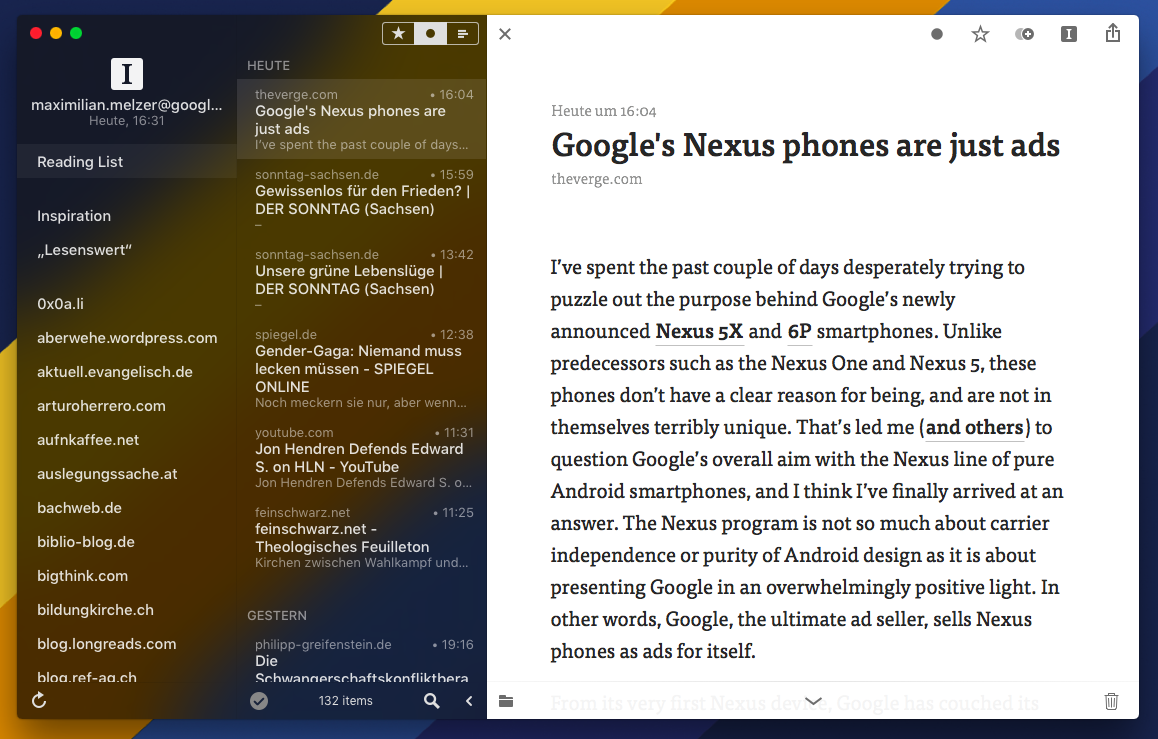 I
maximilian.melzer@googl...
Heute, 16:31
Reading List
Inspiration
„Lesenswert“
0x0a.li
aberwehe.wordpress.com
aktuell.evangelisch.de
arturoherrero.com
aufnkaffee.net
auslegungssache.at
bachweb.de
biblio-blog.de
bigthink.com
bildungkirche.ch
blog.longreads.com
blog.ref-ag.ch
HEUTE
theverge.com • 16:04
Google's Nexus phones are
just ads
I’ve spent the past couple of days...
sonntag-sachsen.de • 15:59
Gewissenlos für den Frieden? |
DER SONNTAG (Sachsen)
–
sonntag-sachsen.de • 13:42
Unsere grüne Lebenslüge |
DER SONNTAG (Sachsen)
–
spiegel.de • 12:38
Gender-Gaga: Niemand muss
lecken müssen - SPIEGEL
ONLINE
Noch meckern sie nur, aber wenn...
youtube.com • 11:31
Jon Hendren Defends Edward
S. on HLN - YouTube
Jon Hendren Defends Edward S. o...
feinschwarz.net • 11:25
feinschwarz.net -
Theologisches Feuilleton
Kirchen zwischen Wahlkampf und...
GESTERN
philipp-greifenstein.de • 19:16
Die
Schwangerschaftskonfliktbera
132 items
I
Heute um 16:04
Google's Nexus phones are just ads
theverge.com
I’ve spent the past couple of days desperately trying to
puzzle out the purpose behind Google’s newly
announced Nexus 5X and 6P smartphones. Unlike
predecessors such as the Nexus One and Nexus 5, these
phones don’t have a clear reason for being, and are not in
themselves terribly unique. That’s led me (and others) to
question Google’s overall aim with the Nexus line of pure
Android smartphones, and I think I’ve finally arrived at an
answer. The Nexus program is not so much about carrier
independence or purity of Android design as it is about
presenting Google in an overwhelmingly positive light. In
other words, Google, the ultimate ad seller, sells Nexus
phones as ads for itself.
From its very first Nexus device, Google has couched its